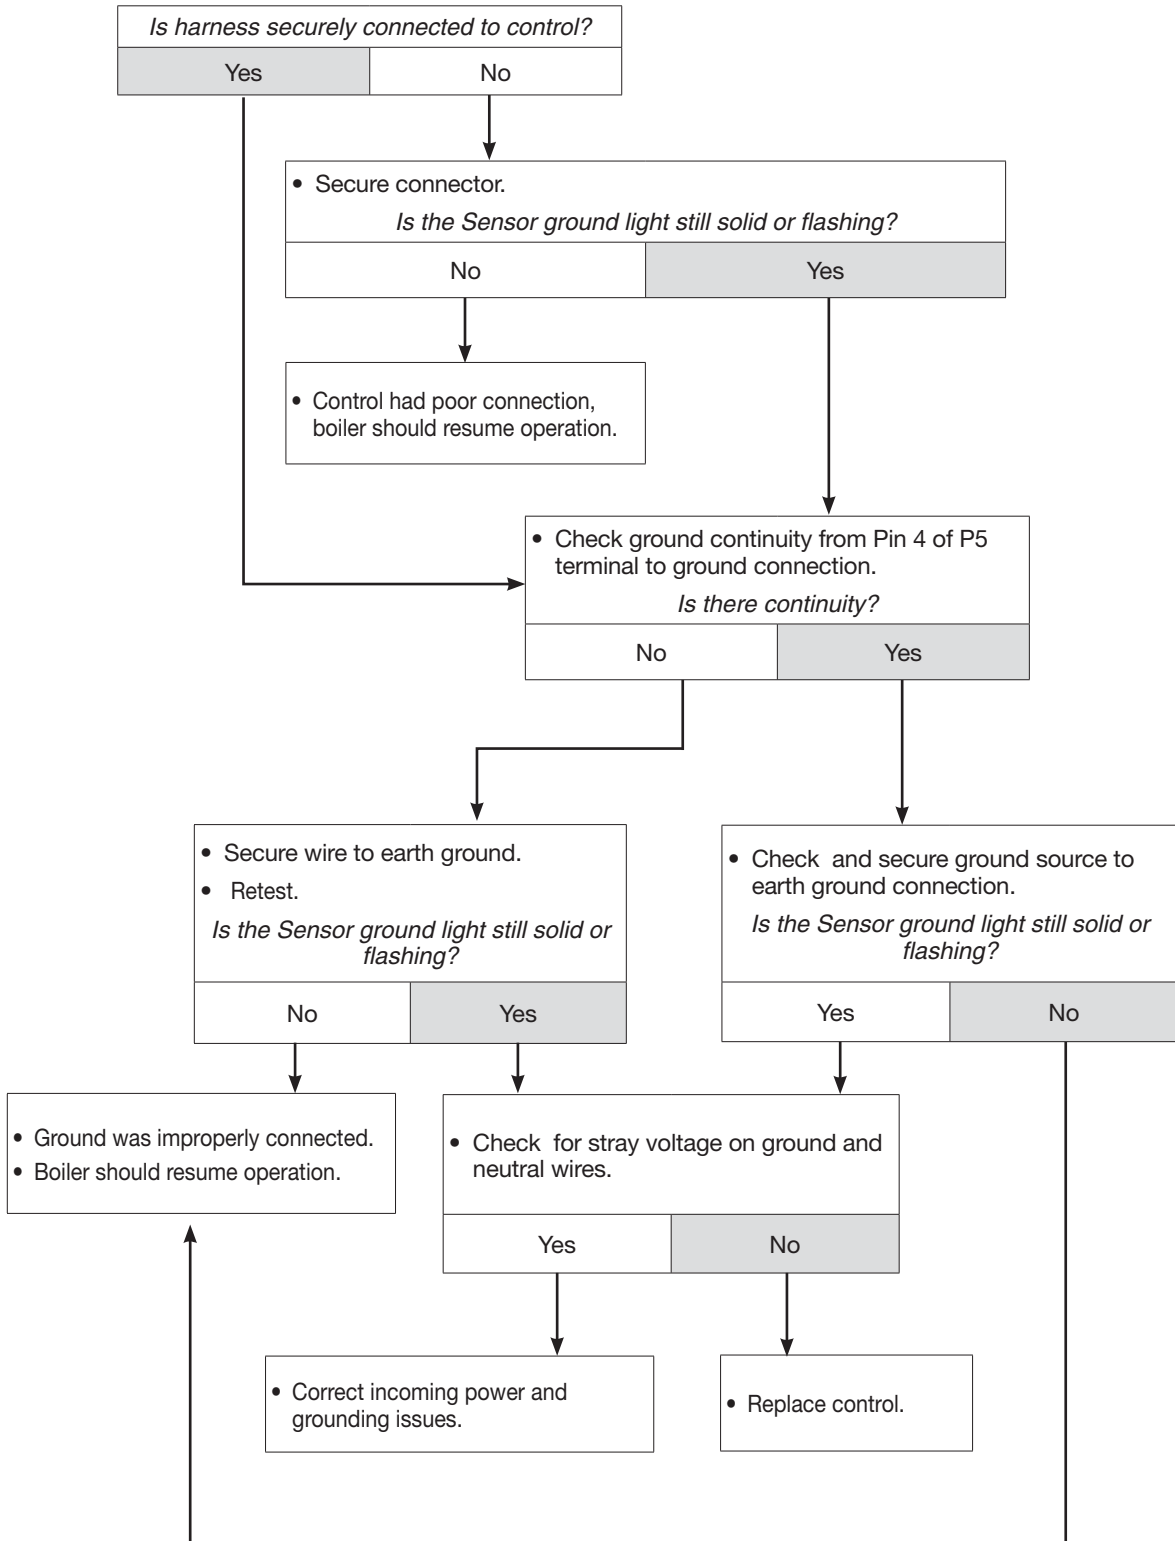 Is harness securely connected to control?
Yes
No
• Secure connector.
Is the Sensor ground light still solid or flashing?
No
Yes
• Control had poor connection,
boiler should resume operation.
• Check ground continuity from Pin 4 of P5
terminal to ground connection.
Is there continuity?
No
Yes
• Secure wire to earth ground.
• Retest.
Is the Sensor ground light still solid or
flashing?
No
Yes
• Check and secure ground source to
earth ground connection.
Is the Sensor ground light still solid or
flashing?
Yes
No
• Ground was improperly connected.
• Boiler should resume operation.
• Check for stray voltage on ground and
neutral wires.
Yes
No
• Correct incoming power and
grounding issues.
• Replace control.